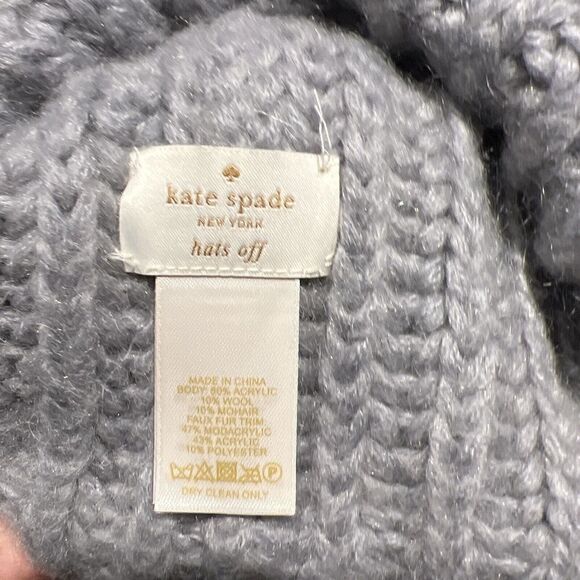 kate spade
NEW YORK
hats off
MADE IN CHINA
BODY: 80% ACRYLIC
10% WOOL
10% MOHAIR
FAUX FUR TRIM:
47% MODACRYLIC
43% ACRYLIC
10% POLYESTER
P
DRY CLEAN ONLY